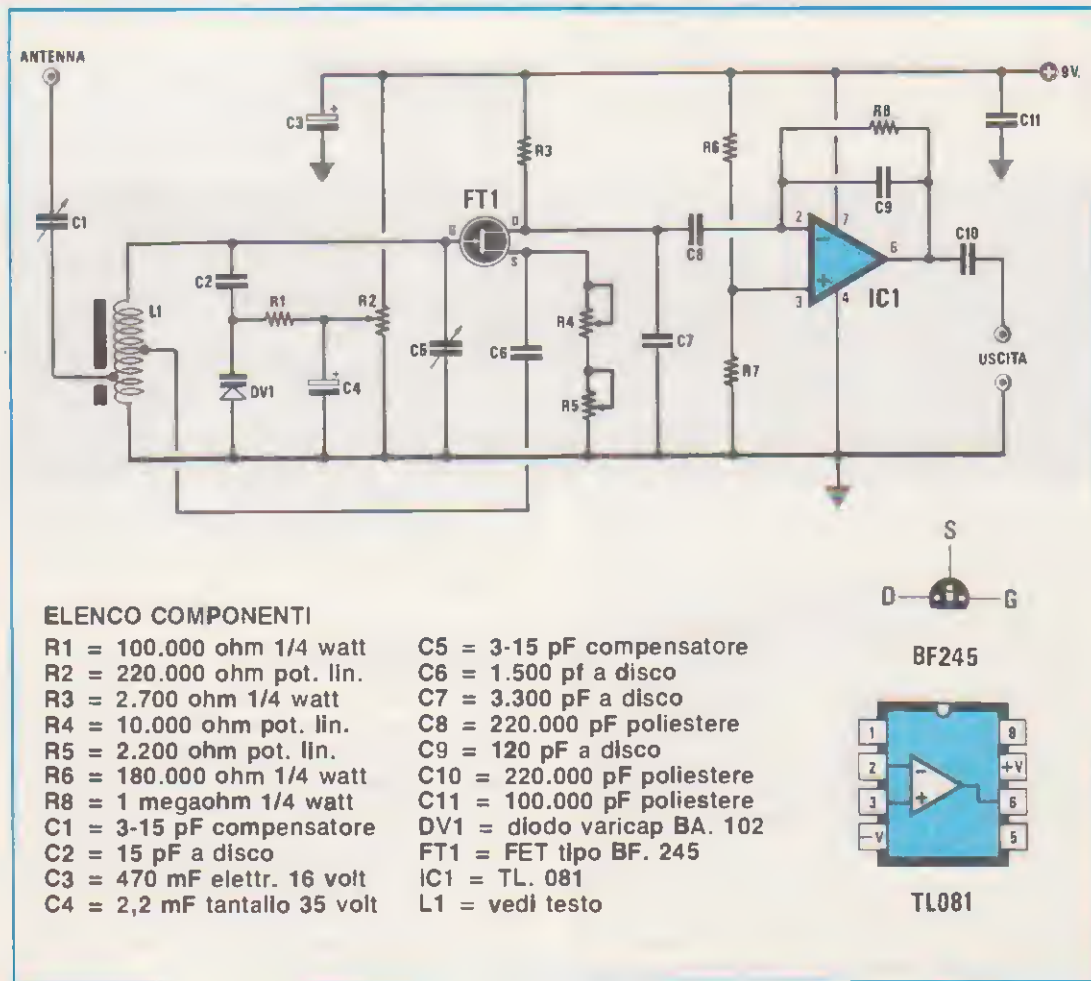 ANTENNA
C1
L1
C2
R1
DV1
C4
R2
C3
+
+
C5
FT1
G
D
S
C6
R3
R4
R5
C7
C8
R6
R7
2
3
7
4
6
IC1
R8
C9
C10
C11
9V.
USCITA
ELENCO COMPONENTI
R1 = 100.000 ohm 1/4 watt
R2 = 220.000 ohm pot. lin.
R3 = 2.700 ohm 1/4 watt
R4 = 10.000 ohm pot. lin.
R5 = 2.200 ohm pot. lin.
R6 = 180.000 ohm 1/4 watt
R8 = 1 megaohm 1/4 watt
C1 = 3-15 pF compensatore
C2 = 15 pF a disco
C3 = 470 mF elettr. 16 volt
C4 = 2,2 mF tantalio 35 volt
C5 = 3-15 pF compensatore
C6 = 1.500 pf a disco
C7 = 3.300 pF a disco
C8 = 220.000 pF poliestere
C9 = 120 pF a disco
C10 = 220.000 pF poliestere
C11 = 100.000 pF poliestere
DV1 = diodo varicap BA. 102
FT1 = FET tipo BF. 245
IC1 = TL. 081
L1 = vedi testo
S
D
G
BF245
1
2
3
-V
8
+V
6
5
TL081